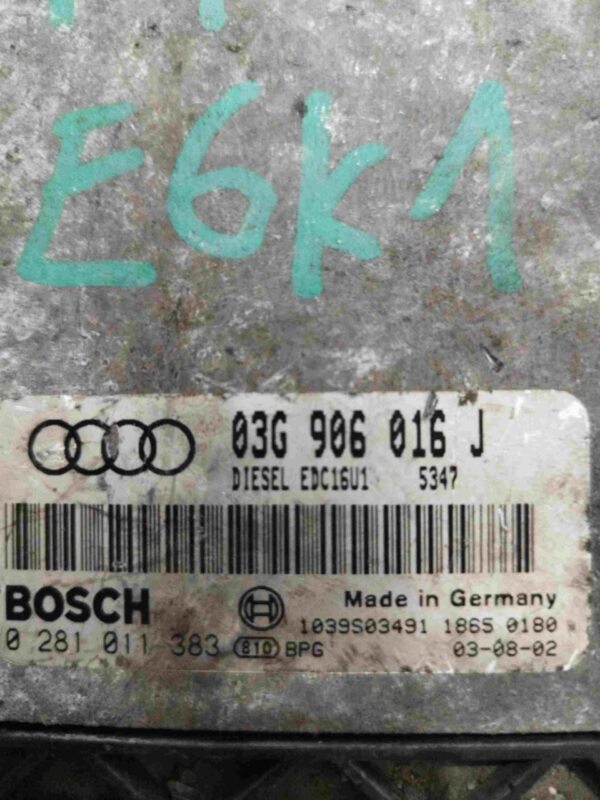 E6K1
03G 906 016 J
DIESEL EDC16U1 5347
BOSCH
Made in Germany
1039S03491 1865 0180
0 281 011 383 810 BPG 03-08-02